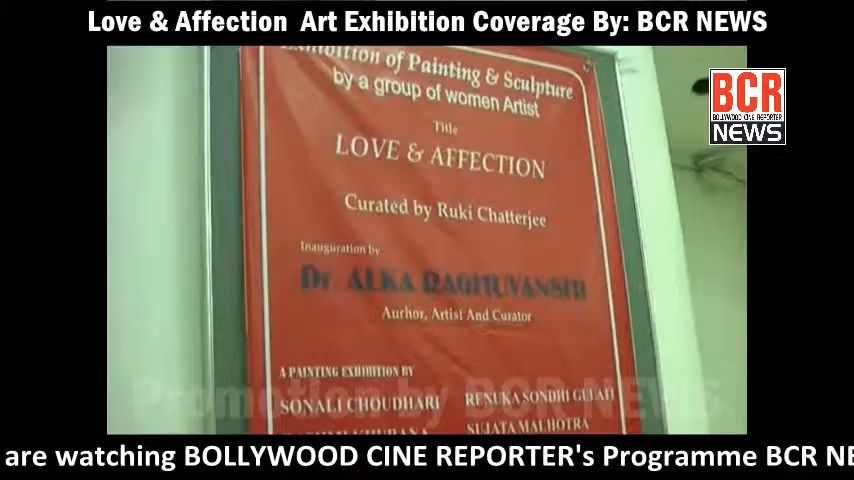 Love & Affection Art Exhibition Coverage By: BCR NEWS
BCR
BOLLYWOOD CINE REPORTER
NEWS
Exhibition of Painting & Sculpture
by a group of women Artist
Title
LOVE & AFFECTION
Curated by Ruki Chatterjee
Inauguration by
Dr. ALKA RAGHUVANSHI
Aurhor, Artist And Curator
A PAINTING EXHIBITION BY
SONALI CHOUDHARI
RENUKA SONDHI GULATI
KHURANA
SUJATA MALHOTRA
Promotion by BCR NEWS
are watching BOLLYWOOD CINE REPORTER's Programme BCR NE